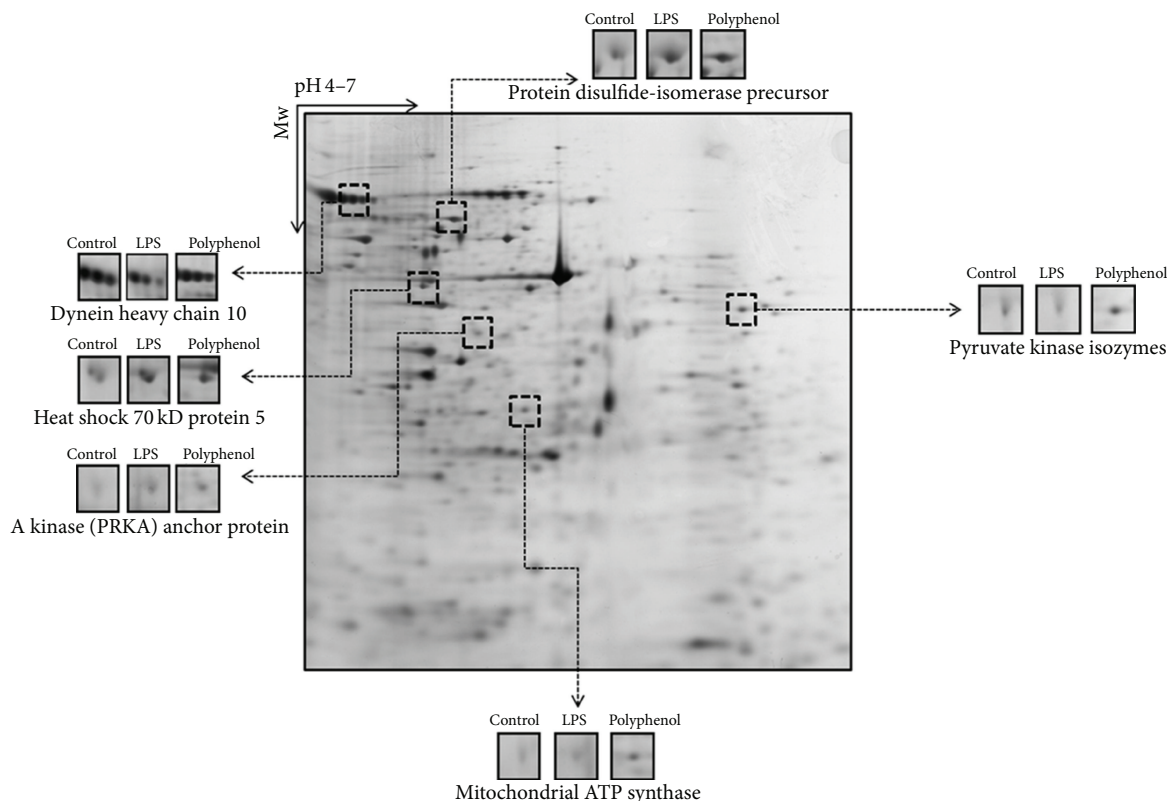 Control LPS Polyphenol
Protein disulfide-isomerase precursor
pH 4–7
Mw
Control LPS Polyphenol
Dynein heavy chain 10
Control LPS Polyphenol
Pyruvate kinase isozymes
Control LPS Polyphenol
Heat shock 70 kD protein 5
Control LPS Polyphenol
A kinase (PRKA) anchor protein
Control LPS Polyphenol
Mitochondrial ATP synthase